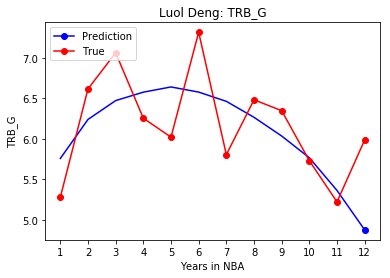 Luol Deng: TRB_G
Prediction
True
TRB_G
7.0
6.5
6.0
5.5
5.0
1 2 3 4 5 6 7 8 9 10 11 12
Years in NBA